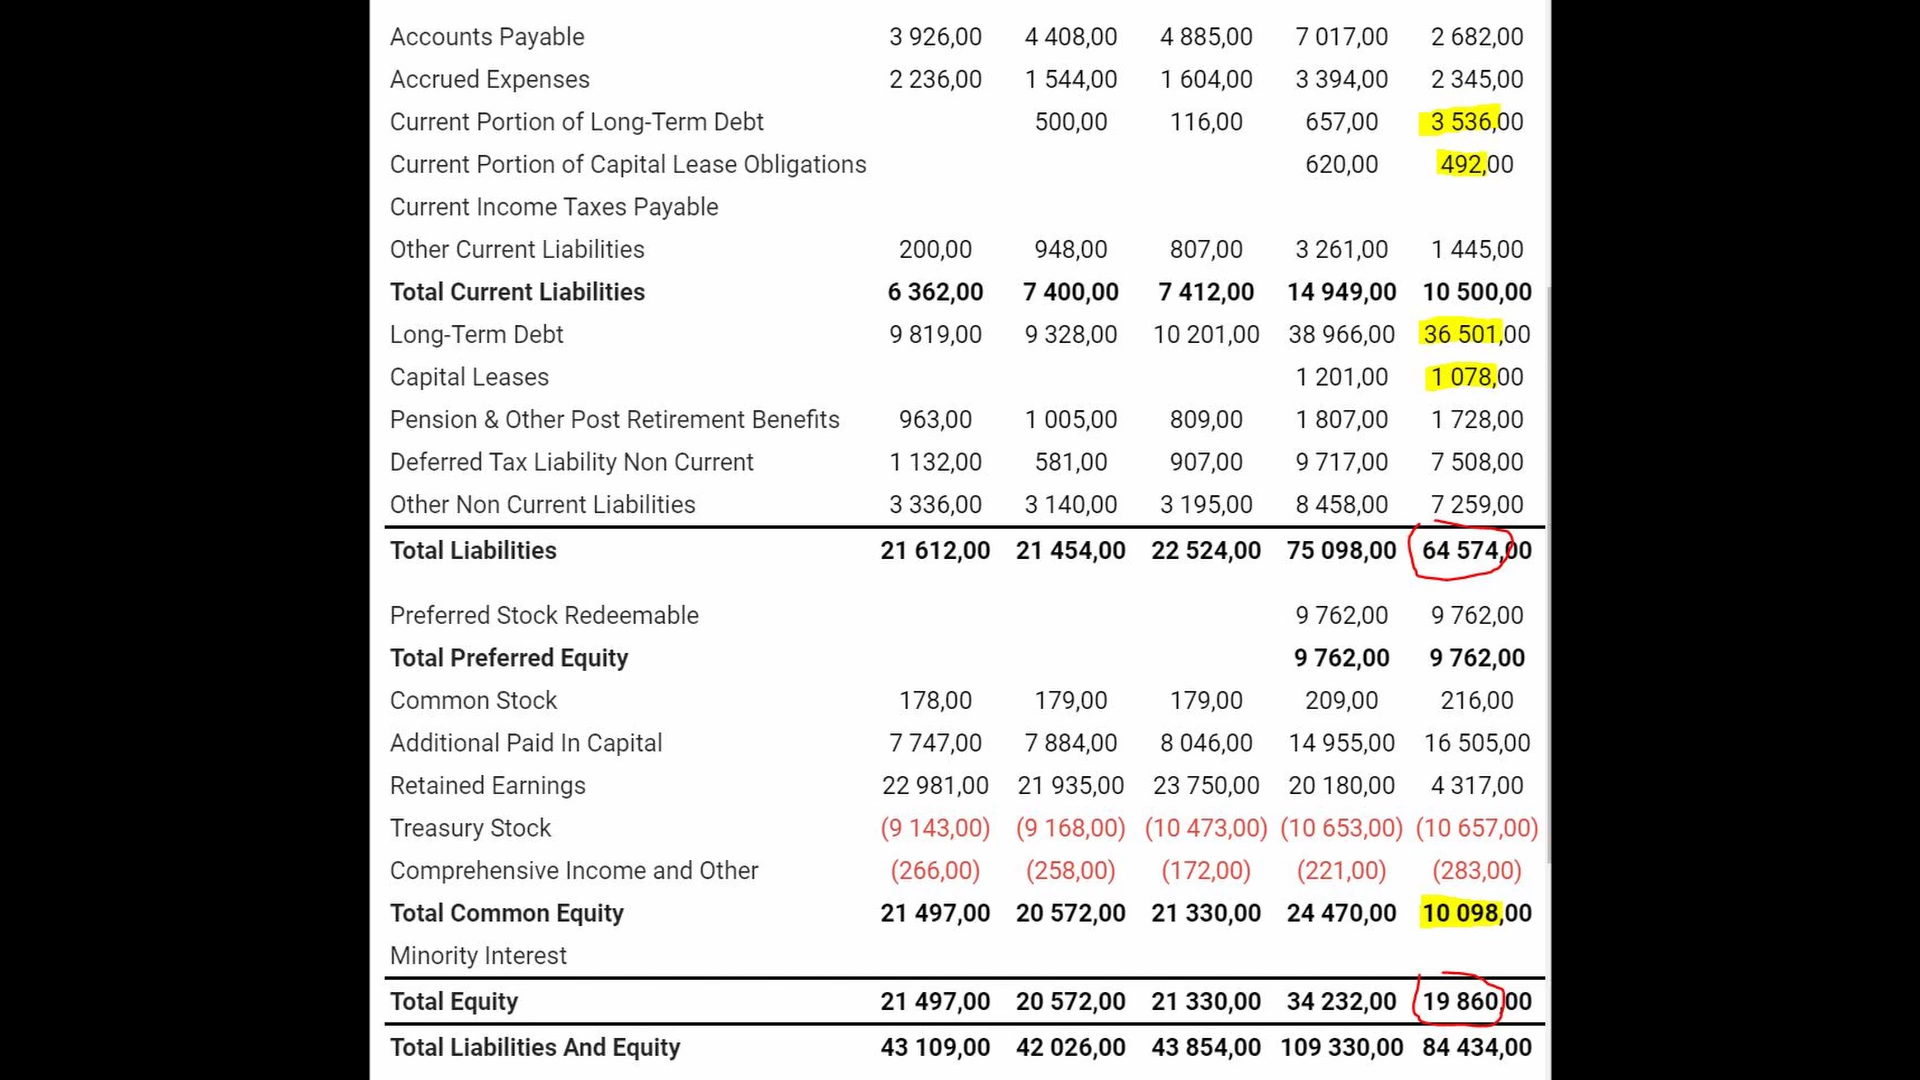 Accounts Payable 3 926,00 4 408,00 4 885,00 7 017,00 2 682,00
Accrued Expenses 2 236,00 1 544,00 1 604,00 3 394,00 2 345,00
Current Portion of Long-Term Debt 500,00 116,00 657,00 3 536,00
Current Portion of Capital Lease Obligations 620,00 492,00
Current Income Taxes Payable
Other Current Liabilities 200,00 948,00 807,00 3 261,00 1 445,00
Total Current Liabilities 6 362,00 7 400,00 7 412,00 14 949,00 10 500,00
Long-Term Debt 9 819,00 9 328,00 10 201,00 38 966,00 36 501,00
Capital Leases 1 201,00 1 078,00
Pension & Other Post Retirement Benefits 963,00 1 005,00 809,00 1 807,00 1 728,00
Deferred Tax Liability Non Current 1 132,00 581,00 907,00 9 717,00 7 508,00
Other Non Current Liabilities 3 336,00 3 140,00 3 195,00 8 458,00 7 259,00
Total Liabilities 21 612,00 21 454,00 22 524,00 75 098,00 64 574,00
Preferred Stock Redeemable 9 762,00 9 762,00
Total Preferred Equity 9 762,00 9 762,00
Common Stock 178,00 179,00 179,00 209,00 216,00
Additional Paid In Capital 7 747,00 7 884,00 8 046,00 14 955,00 16 505,00
Retained Earnings 22 981,00 21 935,00 23 750,00 20 180,00 4 317,00
Treasury Stock (9 143,00) (9 168,00) (10 473,00) (10 653,00) (10 657,00)
Comprehensive Income and Other (266,00) (258,00) (172,00) (221,00) (283,00)
Total Common Equity 21 497,00 20 572,00 21 330,00 24 470,00 10 098,00
Minority Interest
Total Equity 21 497,00 20 572,00 21 330,00 34 232,00 19 860,00
Total Liabilities And Equity 43 109,00 42 026,00 43 854,00 109 330,00 84 434,00